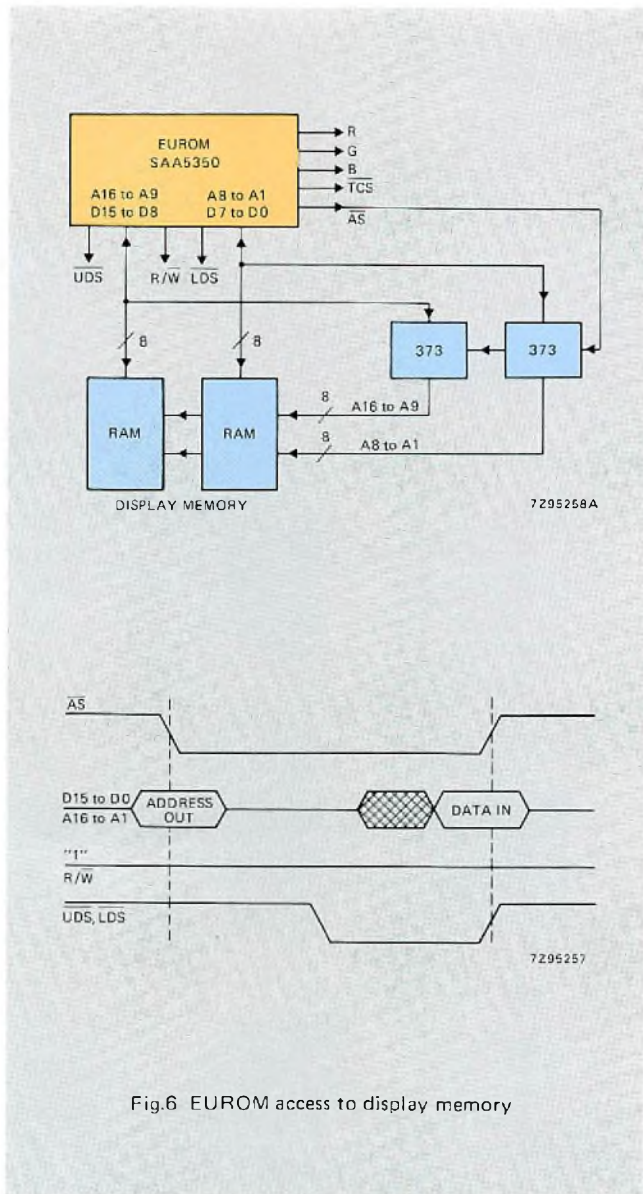 EUROM
SAA5350
A16 to A9 A8 to A1
D15 to D8 D7 to D0
R
G
B
TCS
AS
UDS R/W LDS
8 8
373 373
RAM RAM
8 A16 to A9
8 A8 to A1
DISPLAY MEMORY
7Z95258A
AS
D15 to D0
A16 to A1
ADDRESS
OUT
DATA IN
"1"
R/W
UDS, LDS
7Z95257
Fig.6 EUROM access to display memory